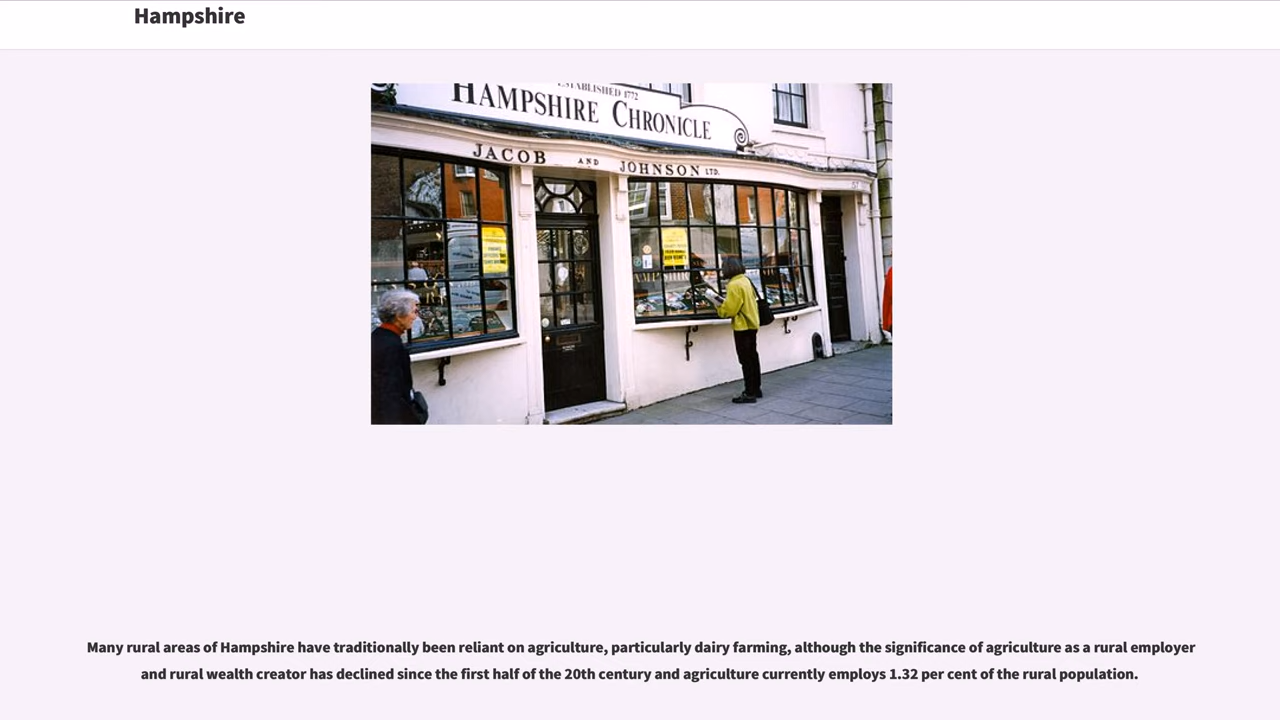 Hampshire
ESTABLISHED 1772
HAMPSHIRE CHRONICLE
JACOB AND JOHNSON LTD.
Many rural areas of Hampshire have traditionally been reliant on agriculture, particularly dairy farming, although the significance of agriculture as a rural employer
and rural wealth creator has declined since the first half of the 20th century and agriculture currently employs 1.32 per cent of the rural population.